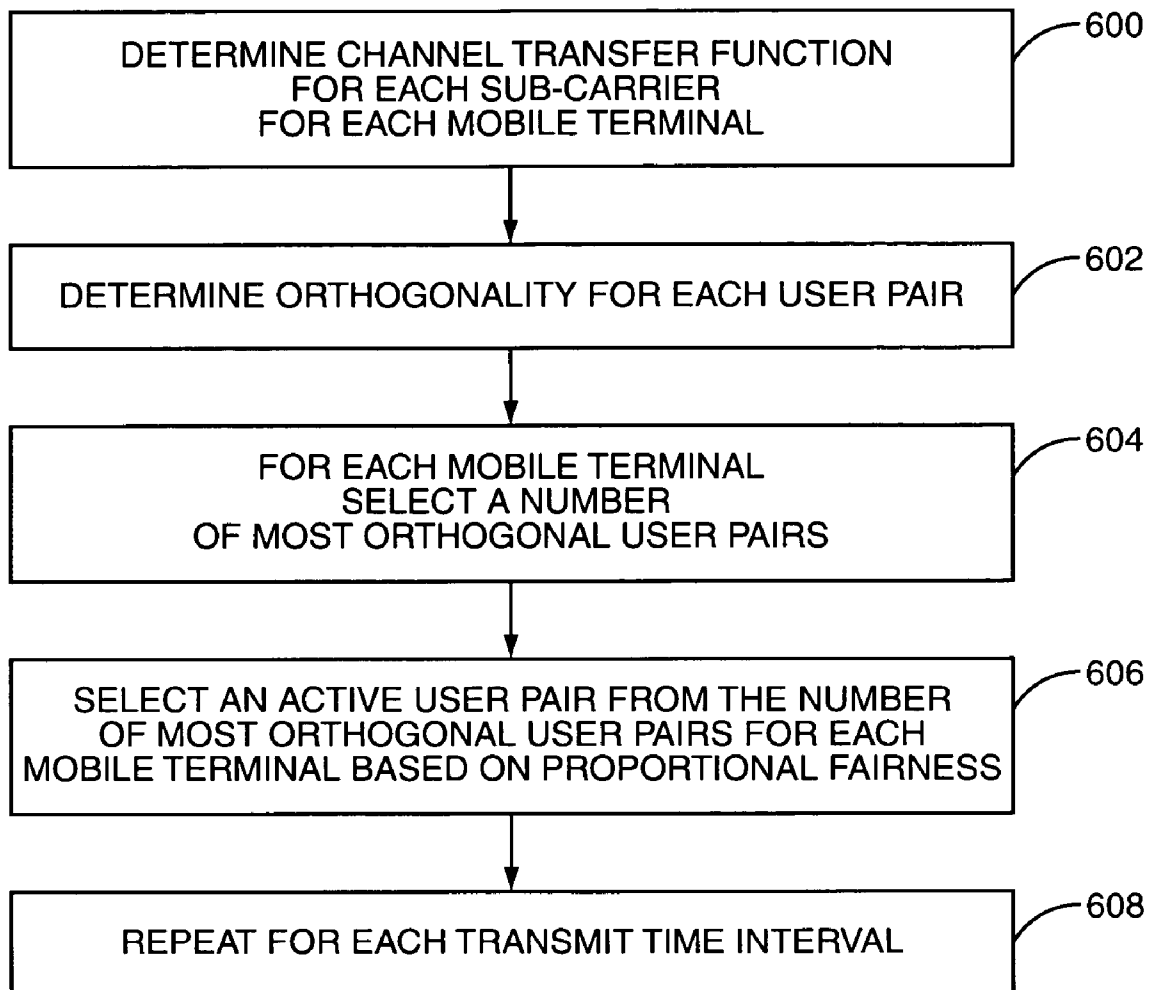 DETERMINE CHANNEL TRANSFER FUNCTION
FOR EACH SUB-CARRIER
FOR EACH MOBILE TERMINAL
600
DETERMINE ORTHOGONALITY FOR EACH USER PAIR
602
FOR EACH MOBILE TERMINAL
SELECT A NUMBER
OF MOST ORTHOGONAL USER PAIRS
604
SELECT AN ACTIVE USER PAIR FROM THE NUMBER
OF MOST ORTHOGONAL USER PAIRS FOR EACH
MOBILE TERMINAL BASED ON PROPORTIONAL FAIRNESS
606
REPEAT FOR EACH TRANSMIT TIME INTERVAL
608